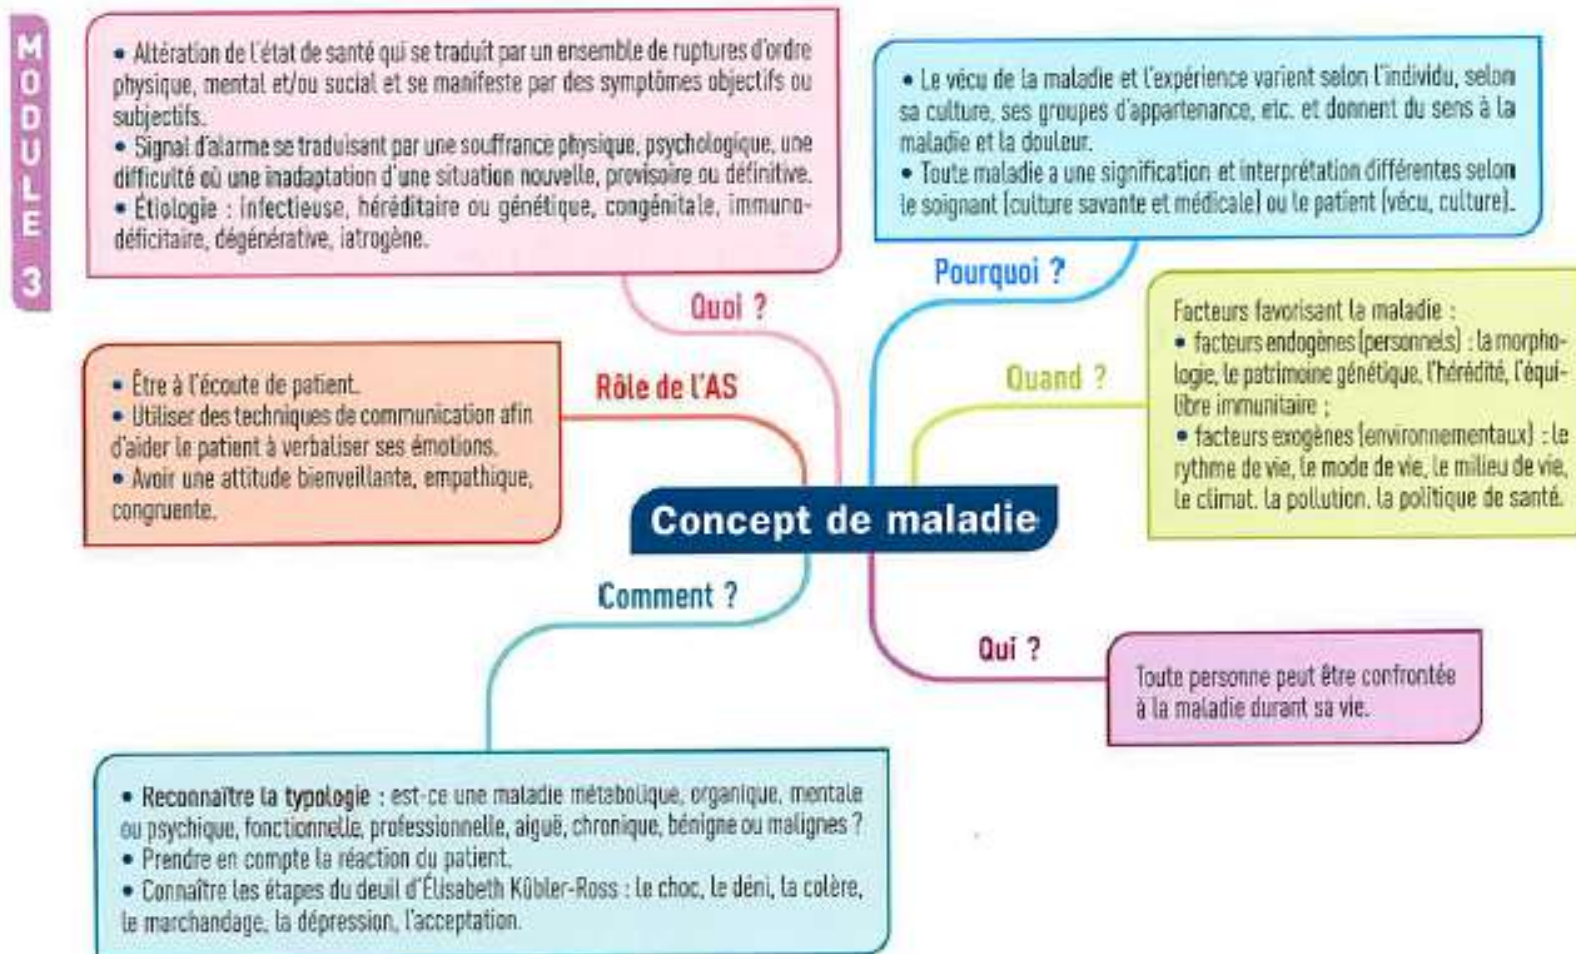 MODULE 3
• Altération de l'état de santé qui se traduit par un ensemble de ruptures d'ordre
physique, mental et/ou social et se manifeste par des symptômes objectifs ou
subjectifs.
• Signal d'alarme se traduisant par une souffrance physique, psychologique, une
difficulté où une inadaptation d'une situation nouvelle, provisoire ou définitive.
• Étiologie : infectieuse, héréditaire ou génétique, congénitale, immuno-
déficitaire, dégénérative, iatrogène.
Quoi ?
• Le vécu de la maladie et l'expérience varient selon l'individu, selon
sa culture, ses groupes d'appartenance, etc. et donnent du sens à la
maladie et la douleur.
• Toute maladie a une signification et interprétation différentes selon
le soignant (culture savante et médicale) ou le patient (vécu, culture).
Pourquoi ?
Facteurs favorisant la maladie :
• facteurs endogènes (personnels) : la morpho-
logie, le patrimoine génétique, l'hérédité, l'équi-
libre immunitaire ;
• facteurs exogènes (environnementaux) : le
rythme de vie, le mode de vie, le milieu de vie,
le climat, la pollution, la politique de santé.
Quand ?
• Être à l'écoute de patient.
• Utiliser des techniques de communication afin
d'aider le patient à verbaliser ses émotions.
• Avoir une attitude bienveillante, empathique,
congruente.
Rôle de l'AS
Concept de maladie
Comment ?
Qui ?
Toute personne peut être confrontée
à la maladie durant sa vie.
• Reconnaître la typologie : est-ce une maladie métabolique, organique, mentale
ou psychique, fonctionnelle, professionnelle, aiguë, chronique, bénigne ou malignes ?
• Prendre en compte la réaction du patient.
• Connaître les étapes du deuil d'Élisabeth Kübler-Ross : le choc, le déni, la colère,
le marchandage, la dépression, l'acceptation.